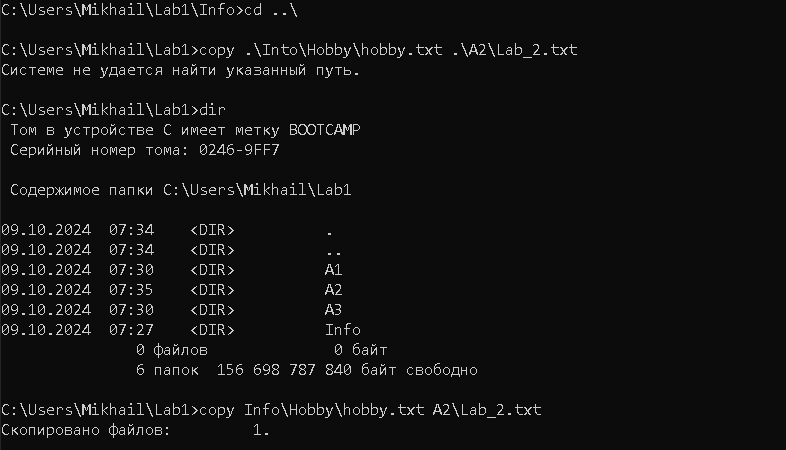 C:\Users\Mikhail\Lab1\Info>cd ..\
C:\Users\Mikhail\Lab1>copy .\Into\Hobby\hobby.txt .\A2\Lab_2.txt
Системе не удается найти указанный путь.
C:\Users\Mikhail\Lab1>dir
Том в устройстве C имеет метку BOOTCAMP
Серийный номер тома: 0246-9FF7
Содержимое папки C:\Users\Mikhail\Lab1
09.10.2024  07:34    <DIR>          .
09.10.2024  07:34    <DIR>          ..
09.10.2024  07:30    <DIR>          A1
09.10.2024  07:35    <DIR>          A2
09.10.2024  07:30    <DIR>          A3
09.10.2024  07:27    <DIR>          Info
0 файлов              0 байт
6 папок  156 698 787 840 байт свободно
C:\Users\Mikhail\Lab1>copy Info\Hobby\hobby.txt A2\Lab_2.txt
Скопировано файлов:         1.